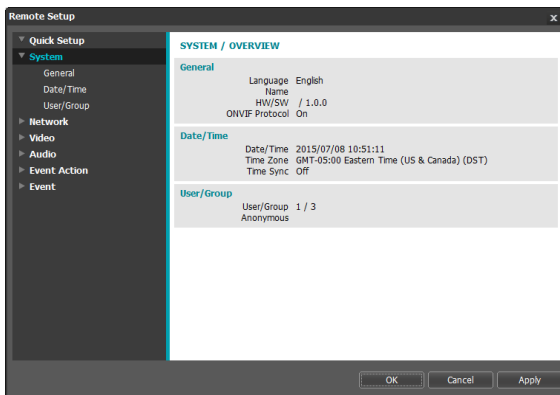 Remote Setup
x
Quick Setup
System
General
Date/Time
User/Group
Network
Video
Audio
Event Action
Event
SYSTEM / OVERVIEW
General
Language English
Name
HW/SW / 1.0.0
ONVIF Protocol On
Date/Time
Date/Time 2015/07/08 10:51:11
Time Zone GMT-05:00 Eastern Time (US & Canada) (DST)
Time Sync Off
User/Group
User/Group 1 / 3
Anonymous
OK Cancel Apply